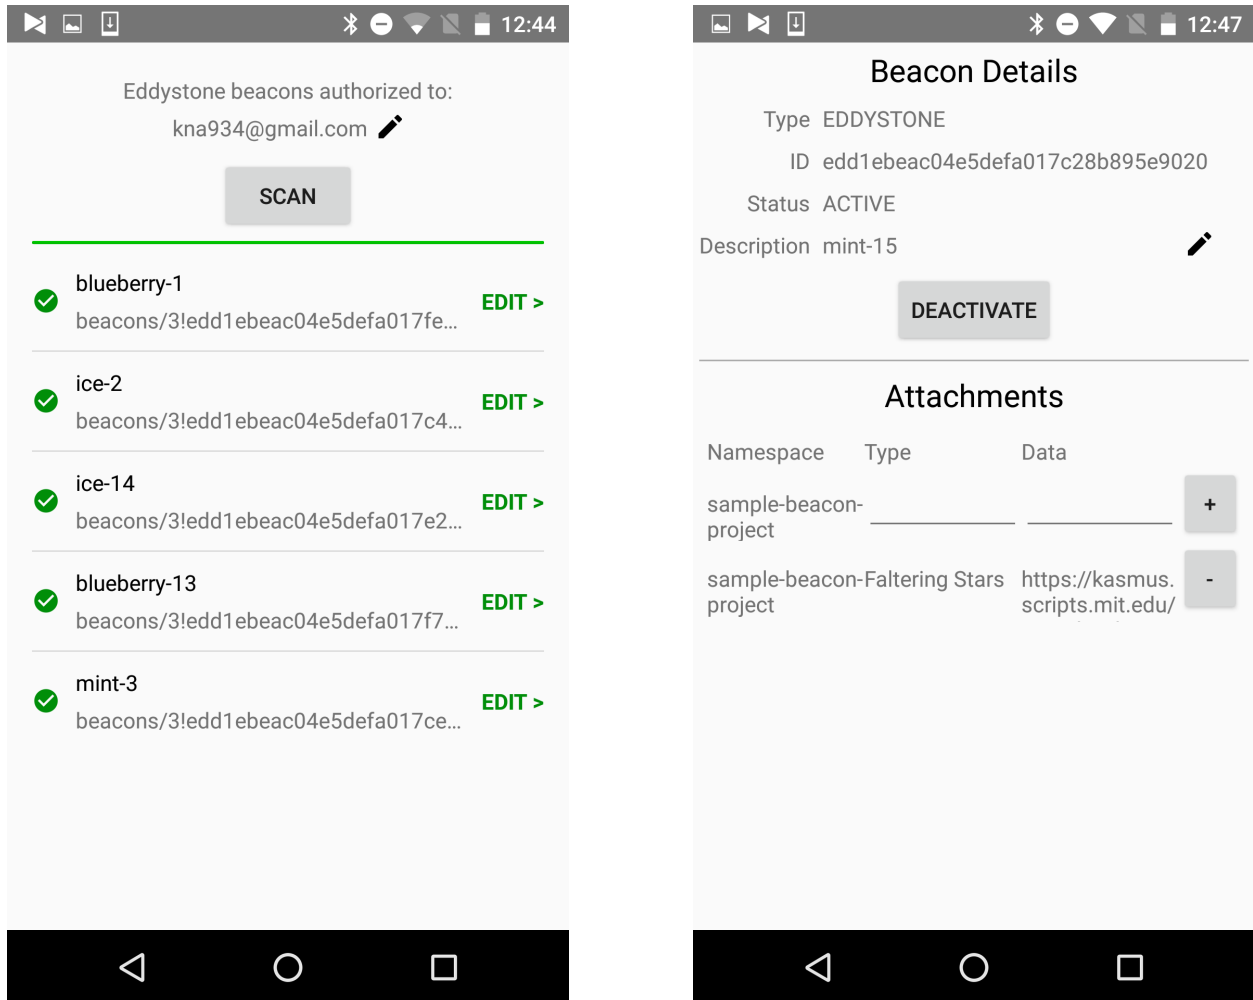 12:44
Eddystone beacons authorized to:
kna934@gmail.com
SCAN
blueberry-1
beacons/3!edd1ebeac04e5defa017fe...
EDIT >
ice-2
beacons/3!edd1ebeac04e5defa017c4...
EDIT >
ice-14
beacons/3!edd1ebeac04e5defa017e2...
EDIT >
blueberry-13
beacons/3!edd1ebeac04e5defa017f7...
EDIT >
mint-3
beacons/3!edd1ebeac04e5defa017ce...
EDIT >
12:47
Beacon Details
Type EDDYSTONE
ID edd1ebeac04e5defa017c28b895e9020
Status ACTIVE
Description mint-15
DEACTIVATE
Attachments
Namespace Type Data
sample-beacon-
project
+
sample-beacon- Faltering Stars https://kasmus. -
project scripts.mit.edu/